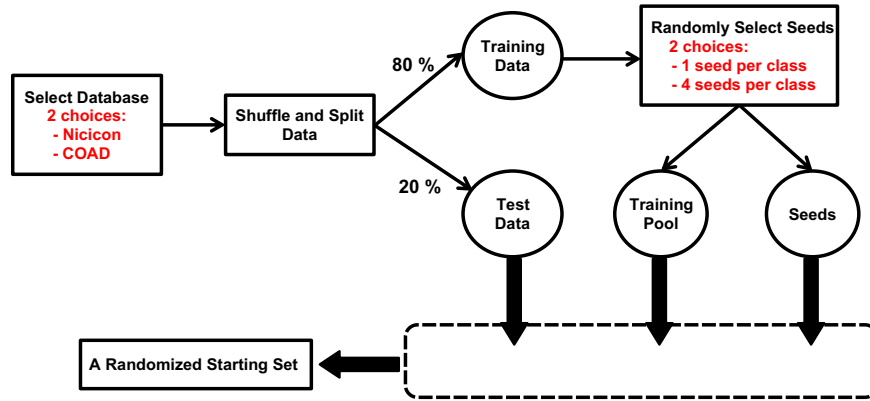 Select Database
2 choices:
- Nicicon
- COAD
Shuffle and Split
Data
80 %
20 %
Training
Data
Test
Data
Randomly Select Seeds
2 choices:
- 1 seed per class
- 4 seeds per class
Training
Pool
Seeds
A Randomized Starting Set